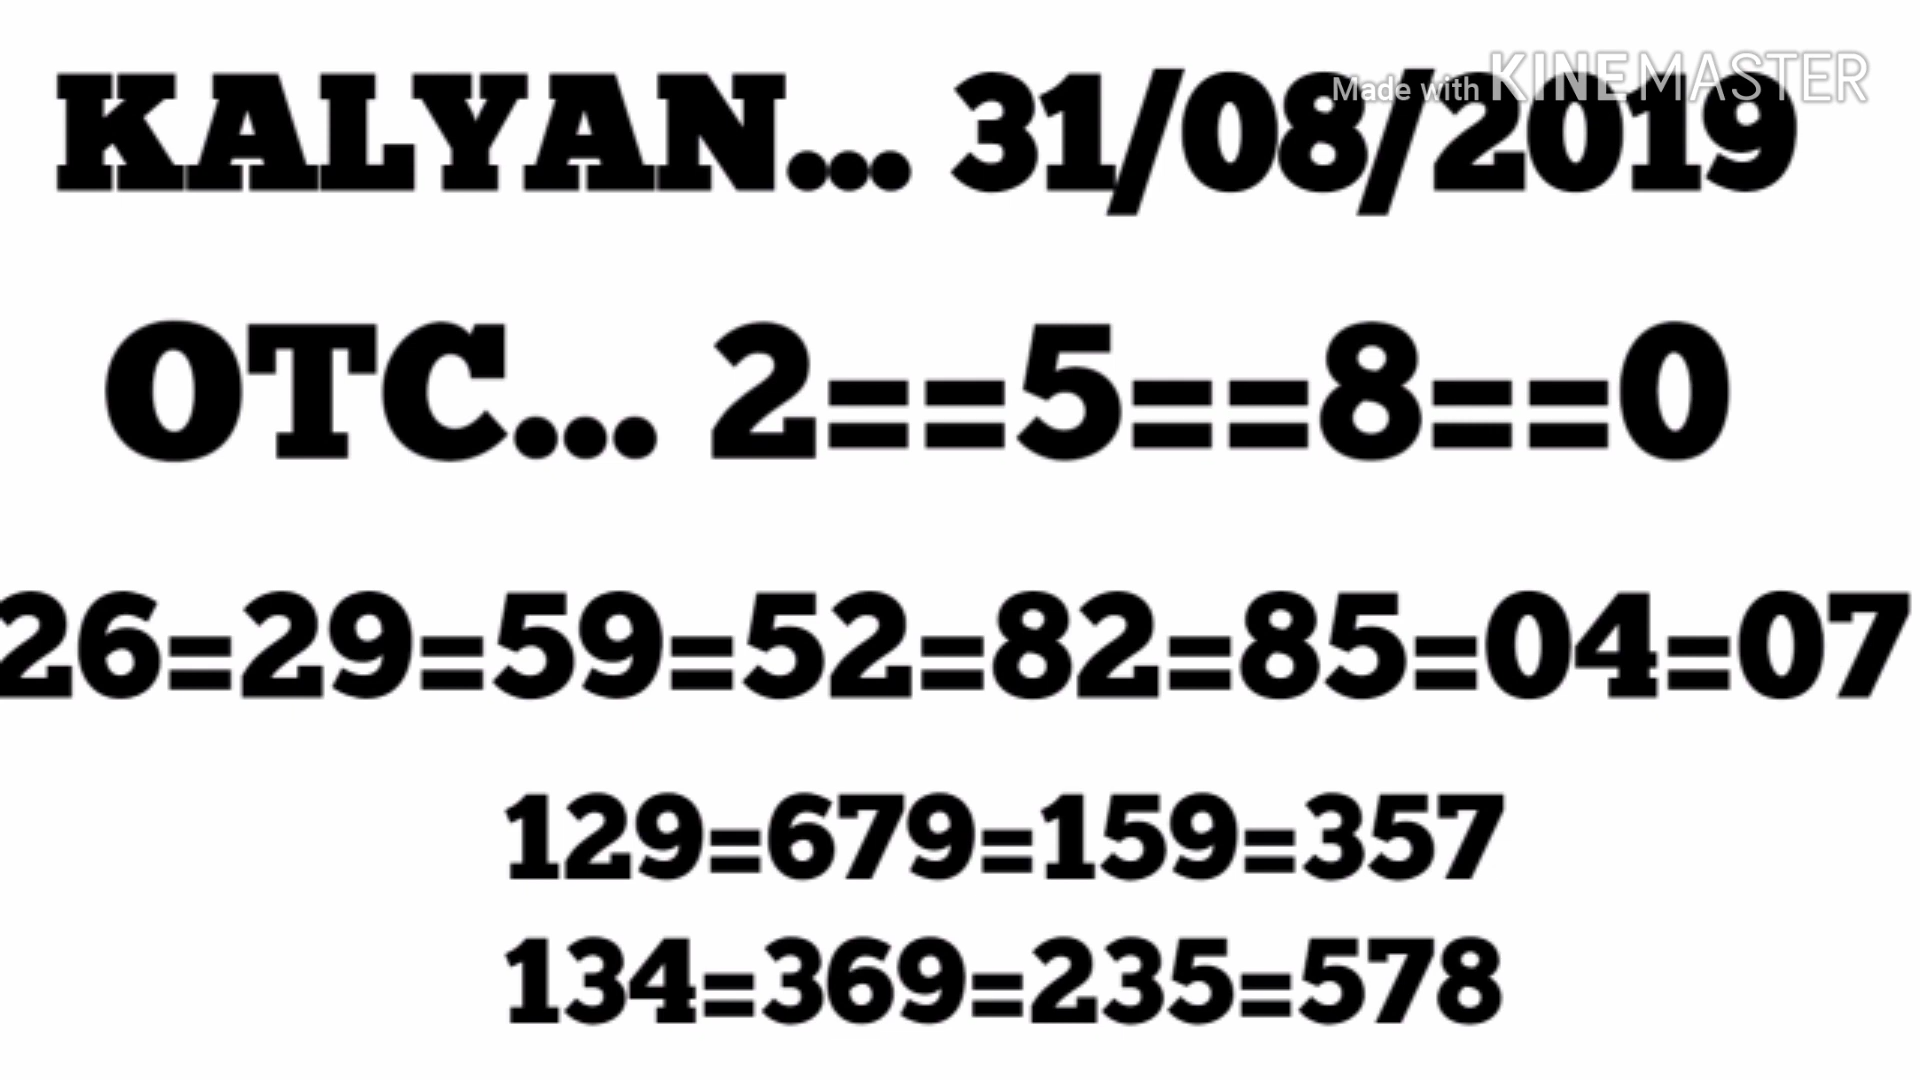 KALYAN... 31/08/2019
Made with KINEMASTER
OTC... 2==5==8==0
26=29=59=52=82=85=04=07
129=679=159=357
134=369=235=578